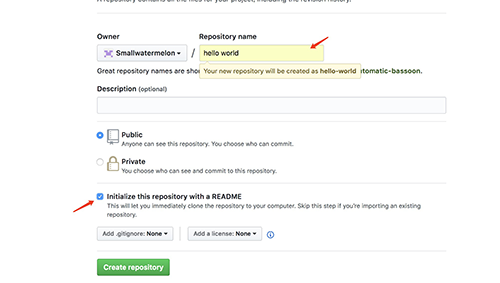 A repository contains all the files for your project, including the revision history.
Owner
Repository name
Smallwatermelon
/
hello world
Great repository names are shor
Your new repository will be created as hello-world
utomatic-bassoon.
Description (optional)
Public
Anyone can see this repository. You choose who can commit.
Private
You choose who can see and commit to this repository.
Initialize this repository with a README
This will let you immediately clone the repository to your computer. Skip this step if you're importing an existing
repository.
Add .gitignore: None
Add a license: None
Create repository